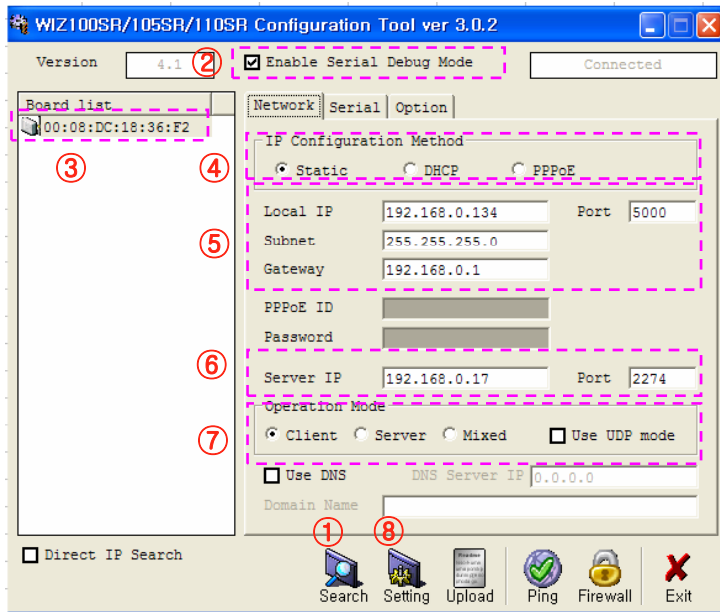 WIZ100SR/105SR/110SR Configuration Tool ver 3.0.2
Version 4.1 ② Enable Serial Debug Mode Connected
Board list
00:08:DC:18:36:F2
③
Network Serial Option
④ IP Configuration Method
Static DHCP PPPoE
Local IP 192.168.0.134 Port 5000
⑤ Subnet 255.255.255.0
Gateway 192.168.0.1
PPPoE ID
Password
⑥
Server IP 192.168.0.17 Port 2274
Operation Mode
⑦ Client Server Mixed Use UDP mode
Use DNS DNS Server IP 0.0.0.0
Domain Name
① ⑧
Direct IP Search
Readme
Search Setting Upload Ping Firewall Exit